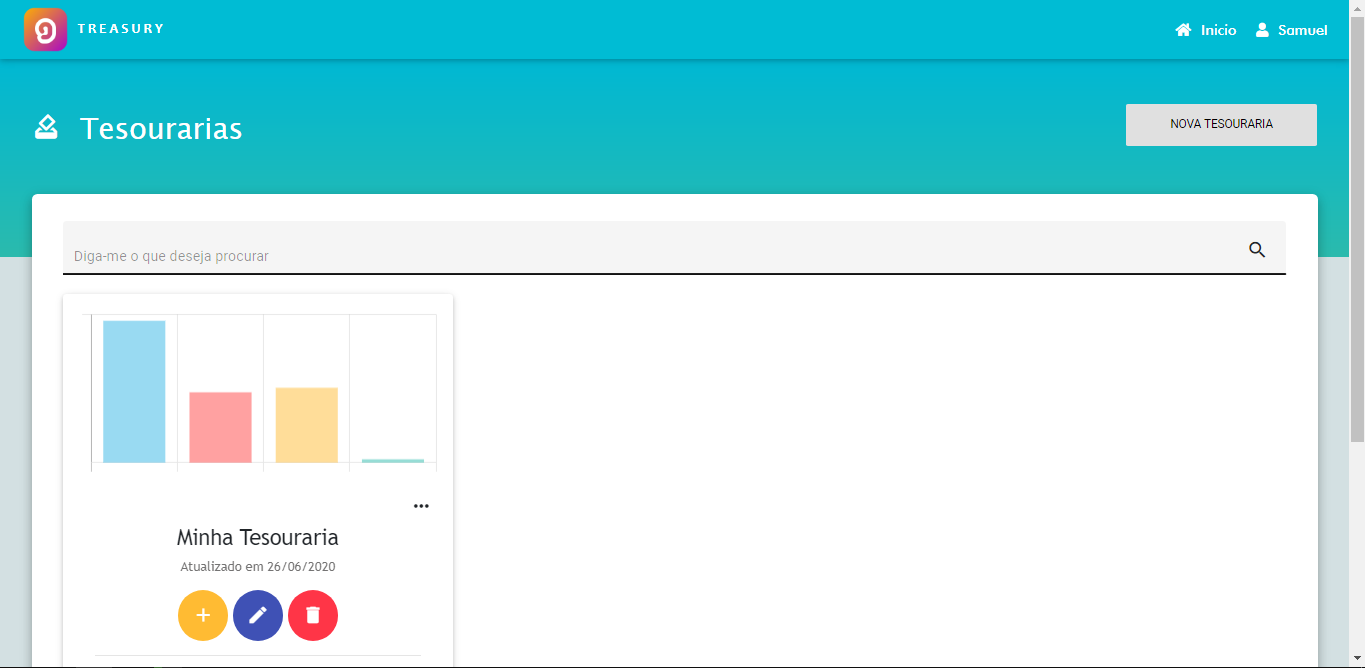 TREASURY
Inicio
Samuel
Tesourarias
NOVA TESOURARIA
Diga-me o que deseja procurar
Minha Tesouraria
Atualizado em 26/06/2020